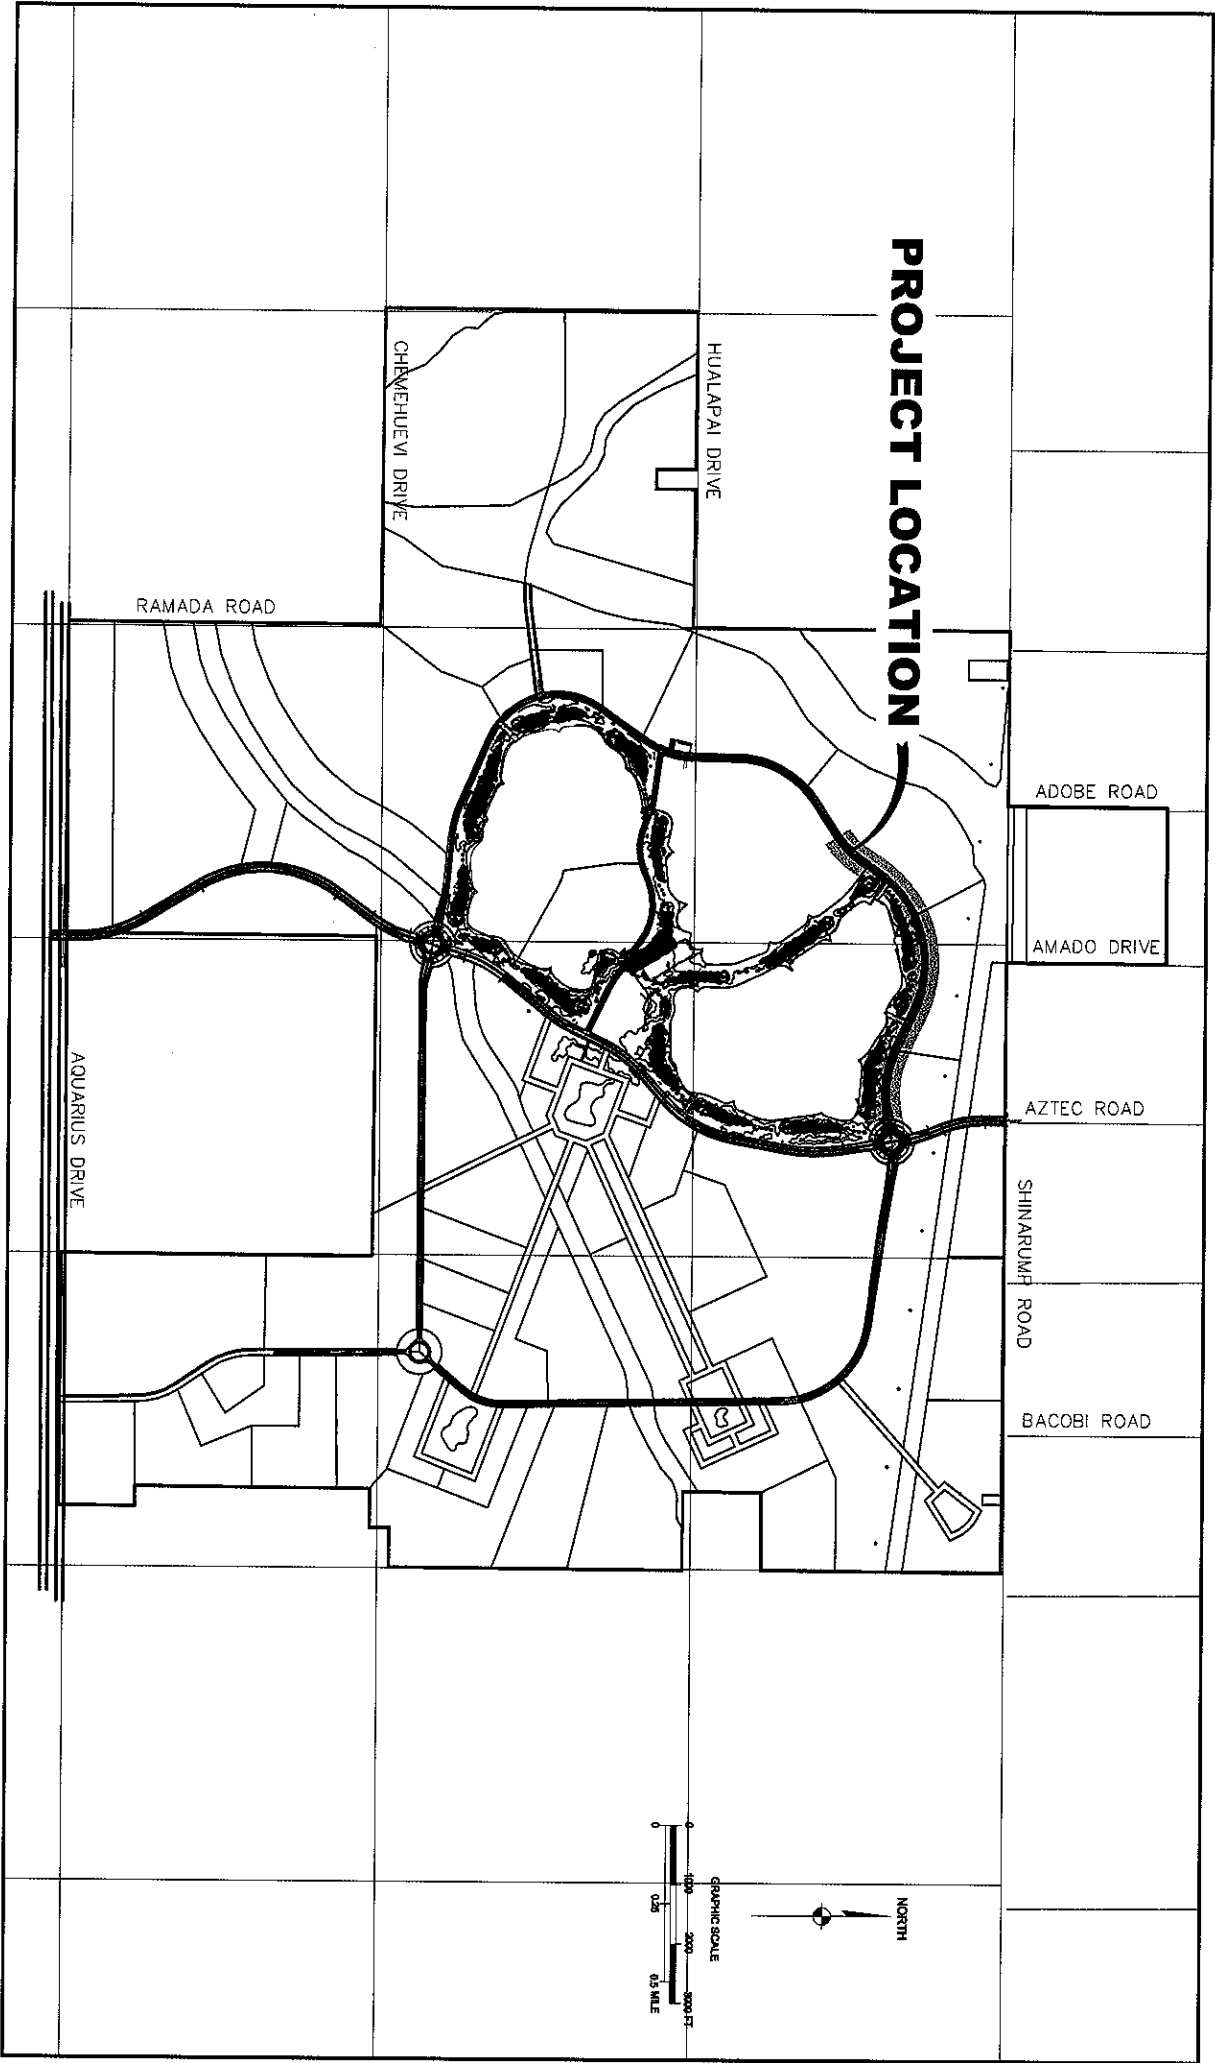 PROJECT LOCATION
HUALAPAI DRIVE
CHEMEHUEVI DRIVE
RAMADA ROAD
ADOBE ROAD
AMADO DRIVE
AZTEC ROAD
SHINARUMP ROAD
AQUARIUS DRIVE
BACOBI ROAD
NORTH
GRAPHIC SCALE
0 1000 2000 3000 FT.
0 0.25 0.5 MILE